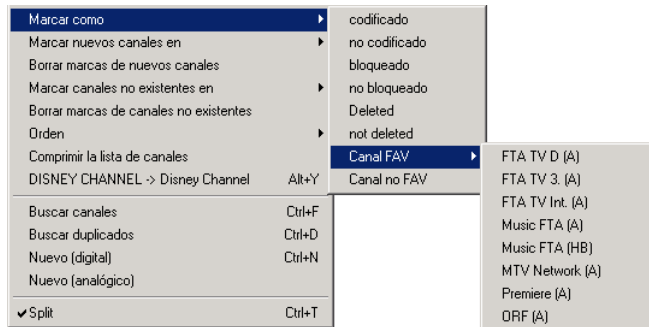 Marcar como
Marcar nuevos canales en
Borrar marcas de nuevos canales
Marcar canales no existentes en
Borrar marcas de canales no existentes
Orden
Comprimir la lista de canales
DISNEY CHANNEL -> Disney Channel Alt+Y
Buscar canales Ctrl+F
Buscar duplicados Ctrl+D
Nuevo (digital) Ctrl+N
Nuevo (analógico)
Split Ctrl+T
codificado
no codificado
bloqueado
no bloqueado
Deleted
not deleted
Canal FAV
Canal no FAV
FTA TV D (A)
FTA TV 3. (A)
FTA TV Int. (A)
Music FTA (A)
Music FTA (HB)
MTV Network (A)
Premiere (A)
ORF (A)